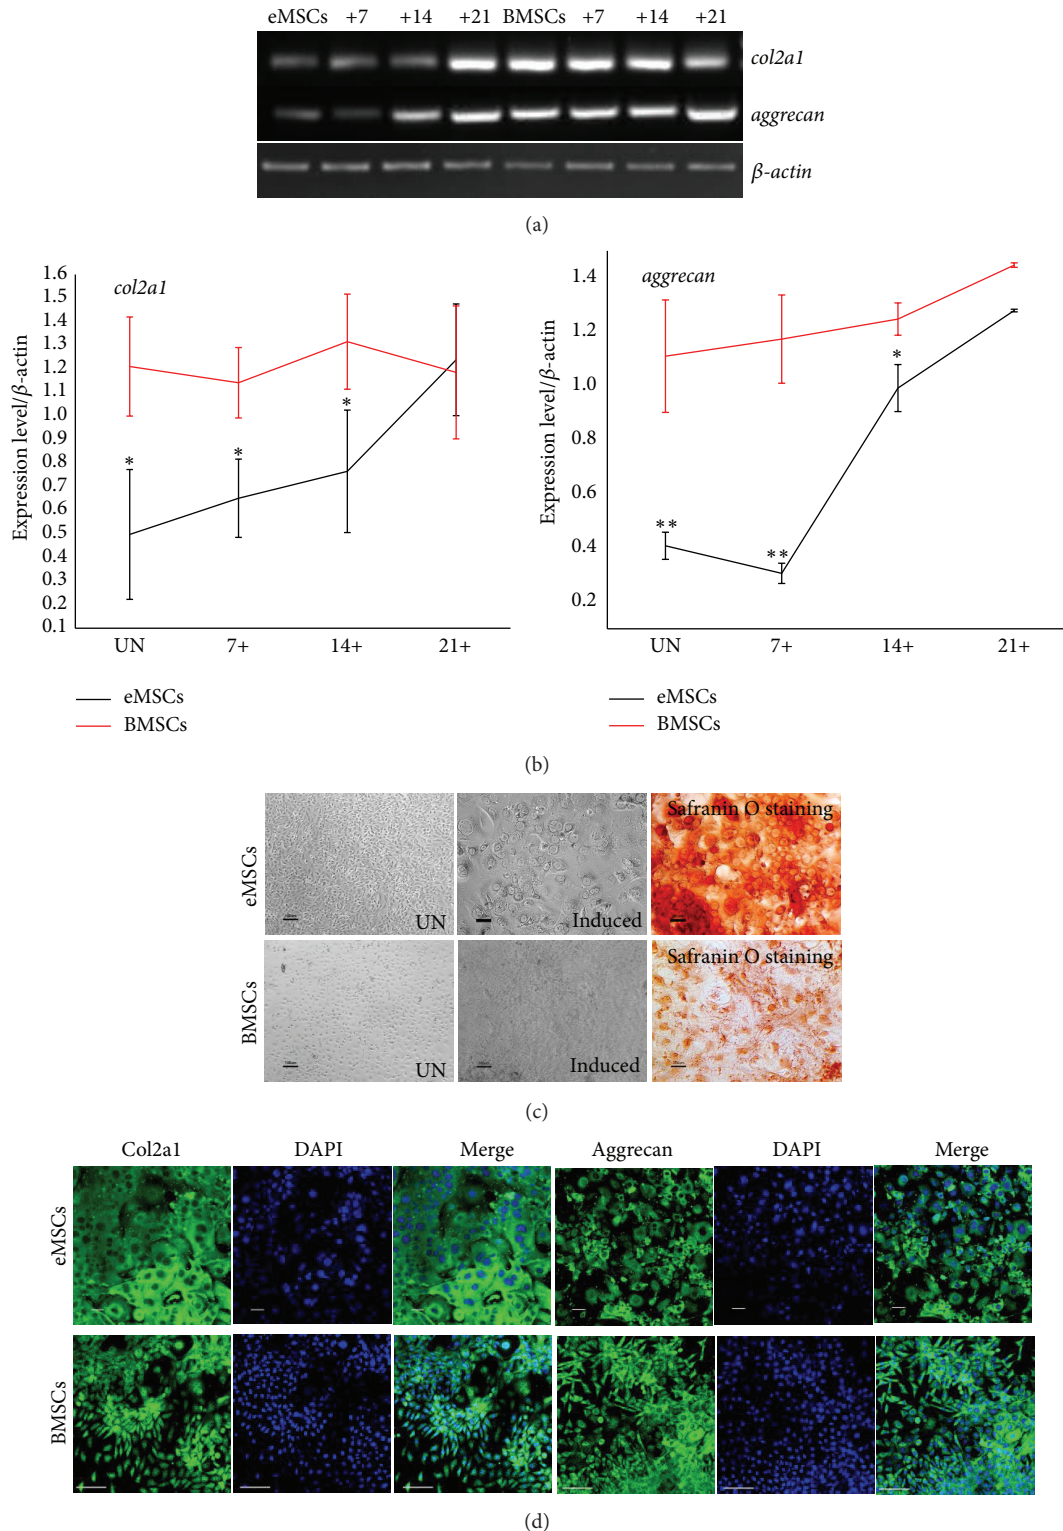 eMSCs +7 +14 +21 BMSCs +7 +14 +21
col2a1
aggrecan
β-actin
(a)
Expression level/β-actin
1.6
1.5
1.4
1.3
1.2
1.1
1.0
0.9
0.8
0.7
0.6
0.5
0.4
0.3
0.2
0.1
col2a1
*
*
*
UN 7+ 14+ 21+
eMSCs
BMSCs
Expression level/β-actin
1.4
1.2
1.0
0.8
0.6
0.4
0.2
aggrecan
**
**
*
UN 7+ 14+ 21+
eMSCs
BMSCs
(b)
eMSCs
UN
Induced
Safranin O staining
BMSCs
UN
Induced
Safranin O staining
(c)
Col2a1 DAPI Merge Aggrecan DAPI Merge
eMSCs
BMSCs
(d)